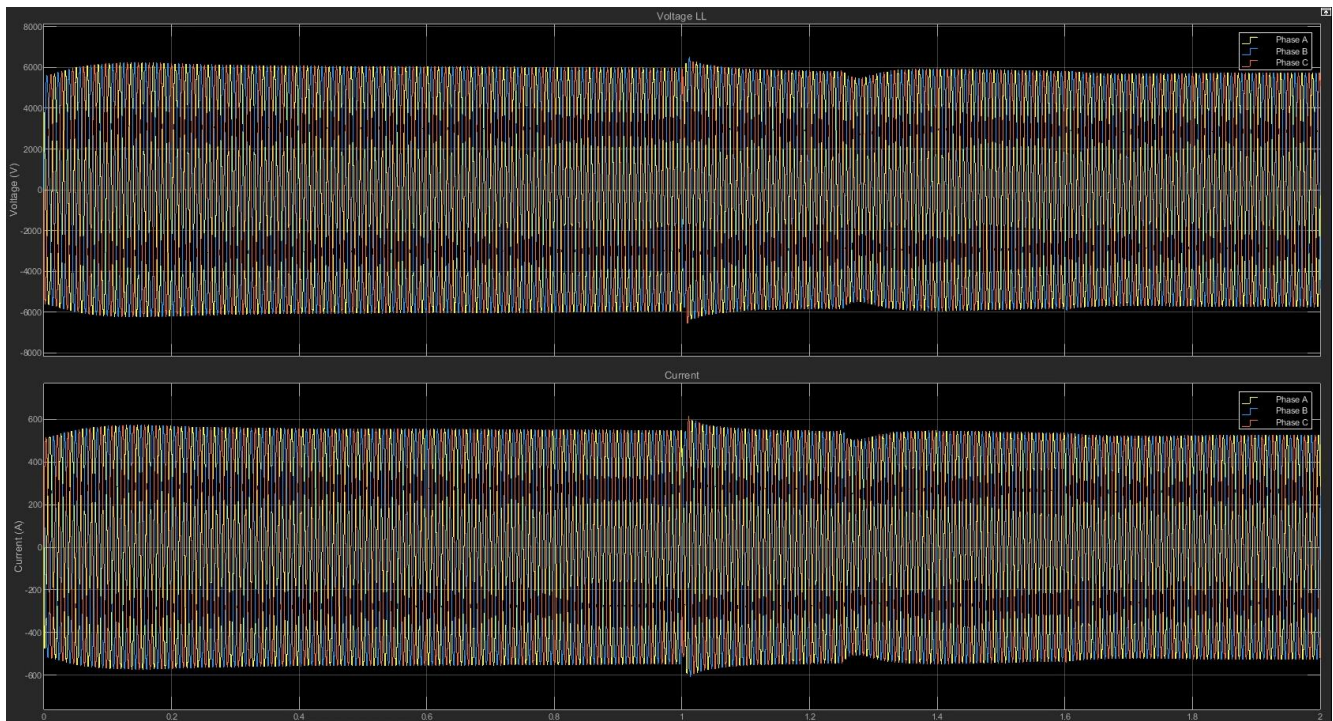 Voltage LL
8000
6000
4000
2000
0
-2000
-4000
-6000
-8000
Voltage (V)
Phase A
Phase B
Phase C
Current
600
400
200
0
-200
-400
-600
Current (A)
Phase A
Phase B
Phase C
0
0.2
0.4
0.6
0.8
1
1.2
1.4
1.6
1.8
2